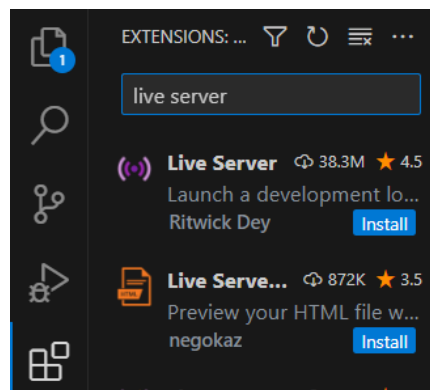 EXTENSIONS: ...
1
live server
Live Server 38.3M 4.5
Launch a development lo...
Ritwick Dey Install
Live Serve... 872K 3.5
HTML
Preview your HTML file w...
negokaz Install